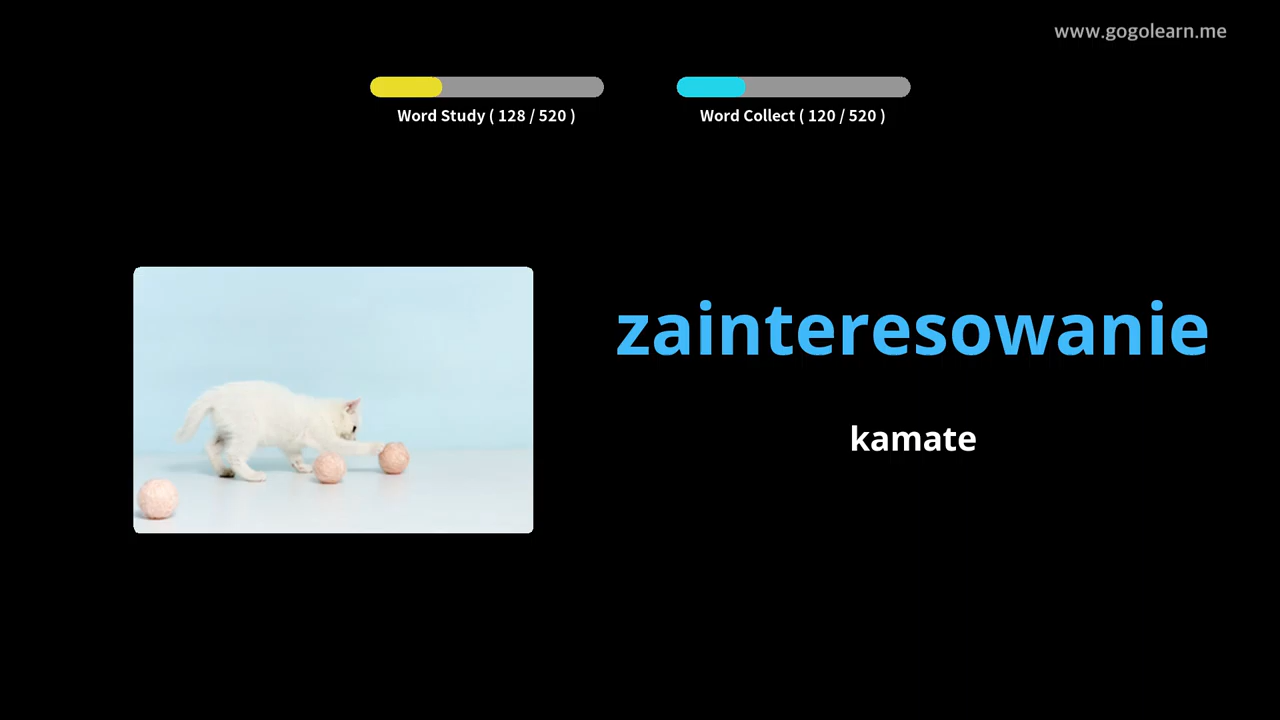 www.gogolearn.me
Word Study ( 128 / 520 )
Word Collect ( 120 / 520 )
zainteresowanie
kamate